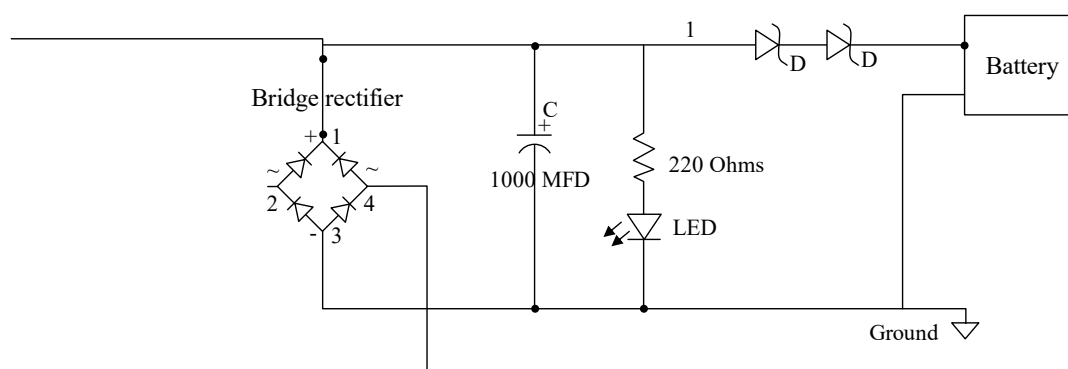 1
D
D
Battery
Bridge rectifier
C
+
1000 MFD
220 Ohms
+ 1
~
~
2
4
- 3
LED
Ground